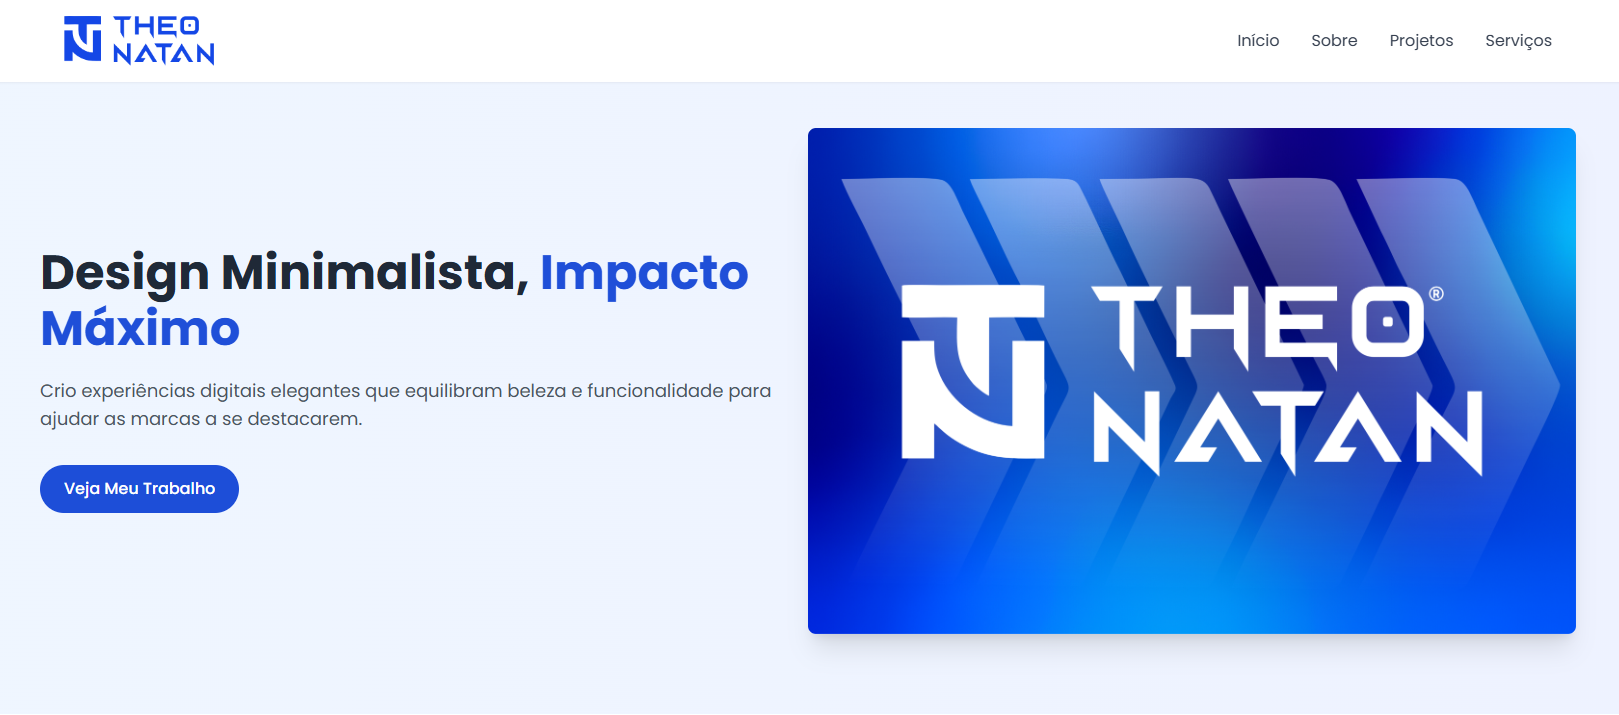 THEO
NATAN
Início Sobre Projetos Serviços
Design Minimalista, Impacto
Máximo
Crio experiências digitais elegantes que equilibram beleza e funcionalidade para
ajudar as marcas a se destacarem.
Veja Meu Trabalho
TN THEO®
NATAN